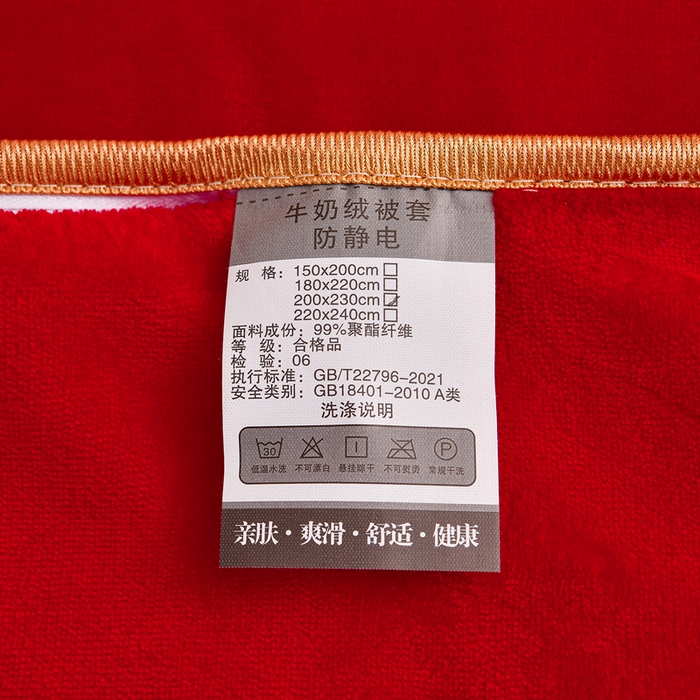 牛奶绒被套
防静电
规 格：150x200cm□
180x220cm□
200x230cm☑
220x240cm□
面料成份：99%聚酯纤维
等 级：合格品
检 验：06
执行标准：GB/T22796-2021
安全类别：GB18401-2010 A类
洗涤说明
30 P
低温水洗 不可漂白 悬挂晾干 不可熨烫 常规干洗
亲肤·爽滑·舒适·健康